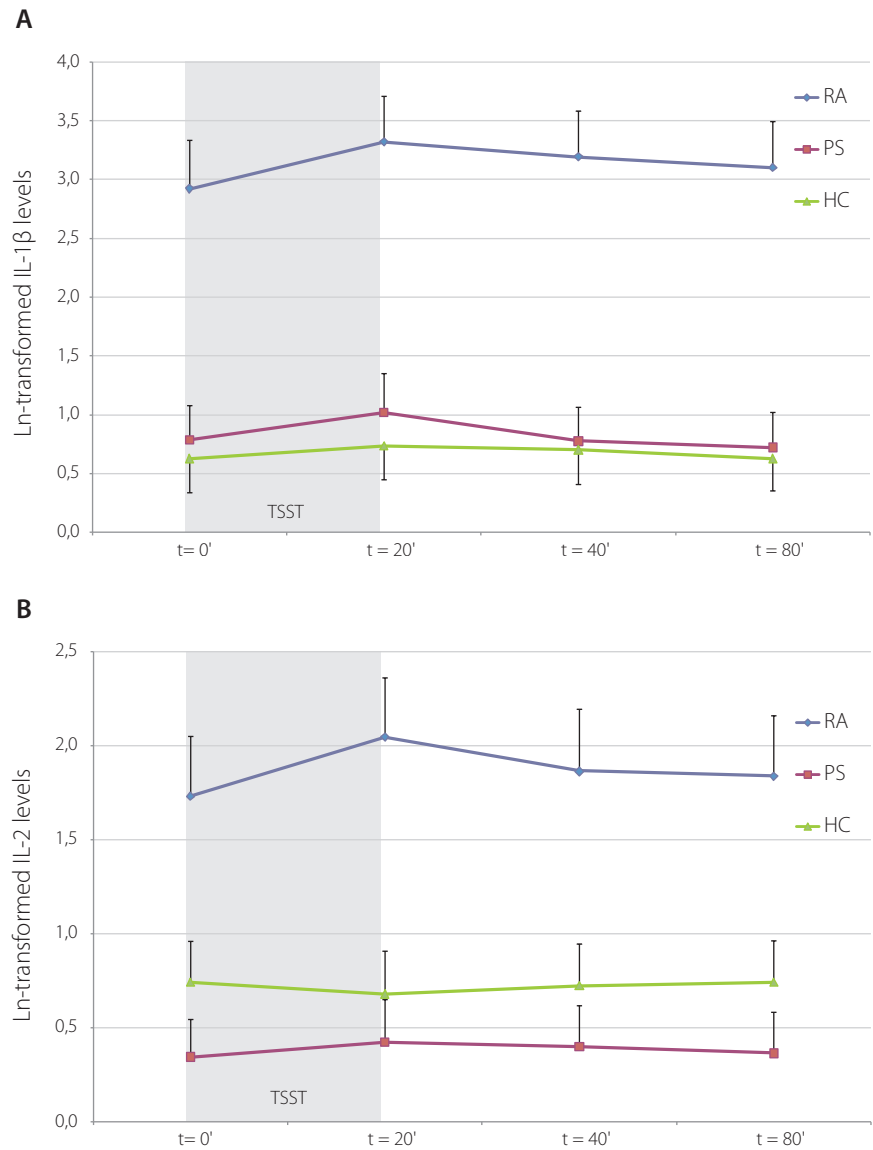 A
4,0
3,5
3,0
2,5
2,0
1,5
1,0
0,5
0,0
Ln-transformed IL-1β levels
RA
PS
HC
TSST
t= 0'
t = 20'
t = 40'
t = 80'
B
2,5
2,0
1,5
1,0
0,5
0,0
Ln-transformed IL-2 levels
RA
PS
HC
TSST
t= 0'
t = 20'
t = 40'
t = 80'